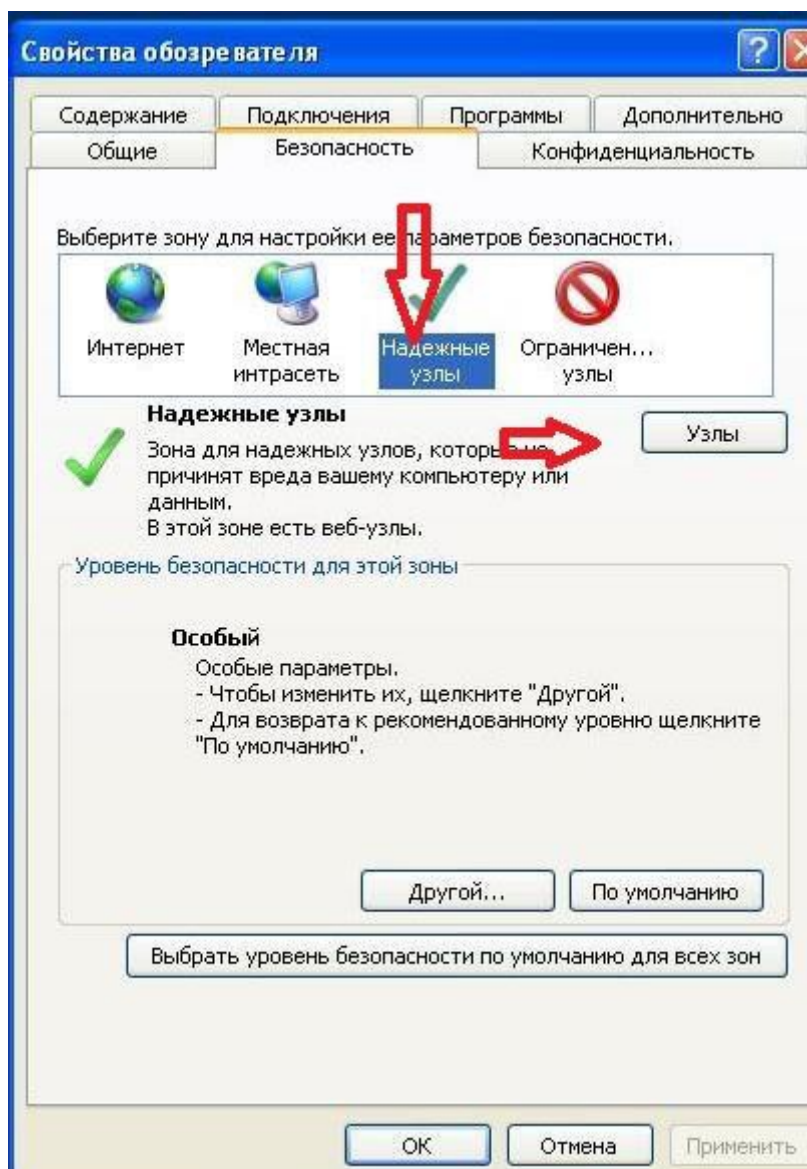 Свойства обозревателя
Содержание Подключения Программы Дополнительно
Общие Безопасность Конфиденциальность
Выберите зону для настройки ее параметров безопасности.
Интернет
Местная интрасеть
Надежные узлы
Ограничен... узлы
Надежные узлы
Узлы
Зона для надежных узлов, которые не
причинят вреда вашему компьютеру или
данным.
В этой зоне есть веб-узлы.
Уровень безопасности для этой зоны
Особый
Особые параметры.
- Чтобы изменить их, щелкните "Другой".
- Для возврата к рекомендованному уровню щелкните
"По умолчанию".
Другой... По умолчанию
Выбрать уровень безопасности по умолчанию для всех зон
ОК Отмена Применить